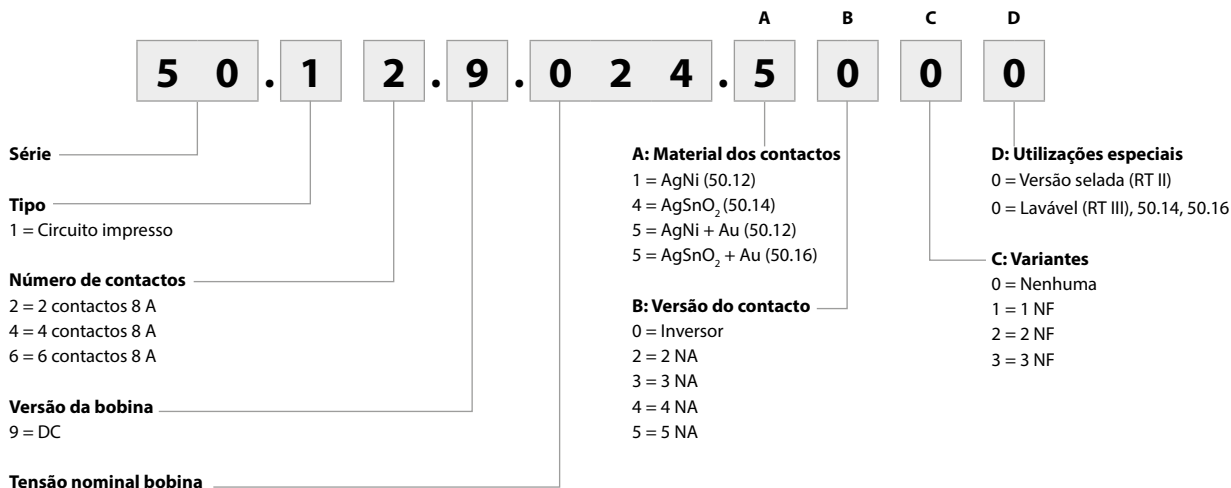 A B C D
5 0 . 1 2 . 9 . 0 2 4 . 5 0 0 0
Série
Tipo
1 = Circuito impresso
Número de contactos
2 = 2 contactos 8 A
4 = 4 contactos 8 A
6 = 6 contactos 8 A
Versão da bobina
9 = DC
Tensão nominal bobina
A: Material dos contactos
1 = AgNi (50.12)
4 = AgSnO₂ (50.14)
5 = AgNi + Au (50.12)
5 = AgSnO₂ + Au (50.16)
B: Versão do contacto
0 = Inversor
2 = 2 NA
3 = 3 NA
4 = 4 NA
5 = 5 NA
D: Utilizações especiais
0 = Versão selada (RT II)
0 = Lavável (RT III), 50.14, 50.16
C: Variantes
0 = Nenhuma
1 = 1 NF
2 = 2 NF
3 = 3 NF